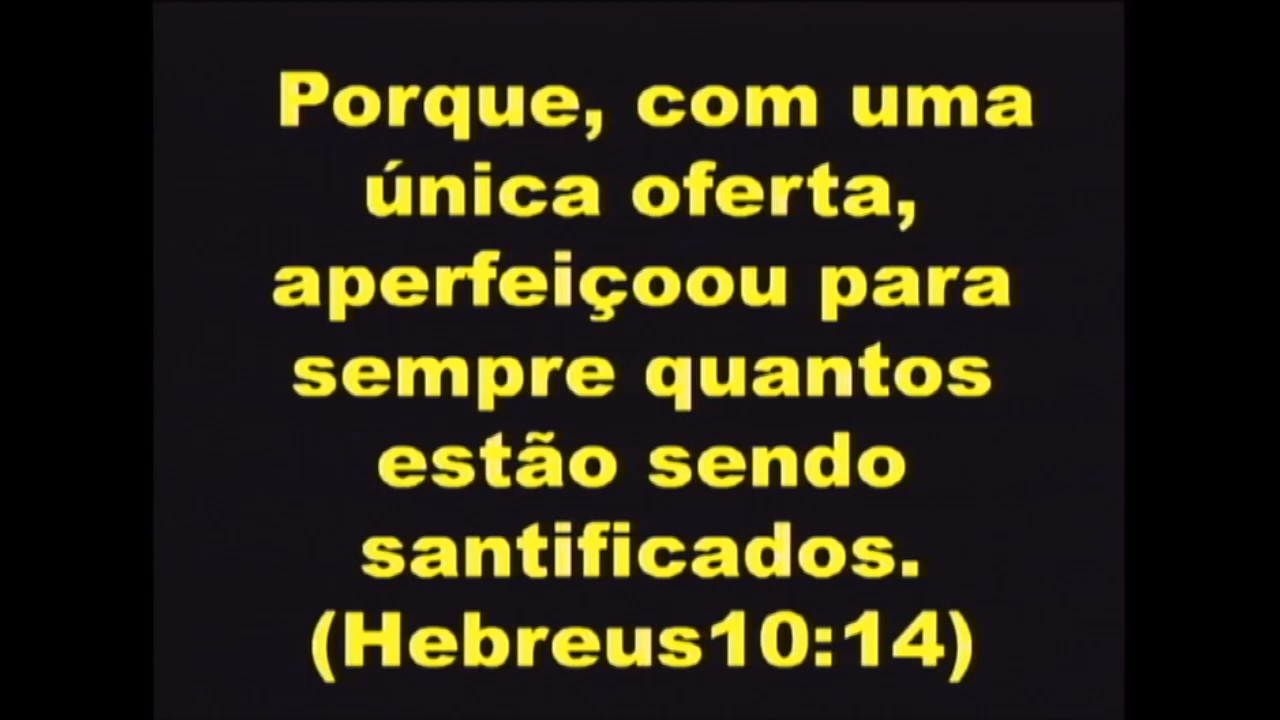 Porque, com uma
única oferta,
aperfeiçoou para
sempre quantos
estão sendo
santificados.
(Hebreus10:14)